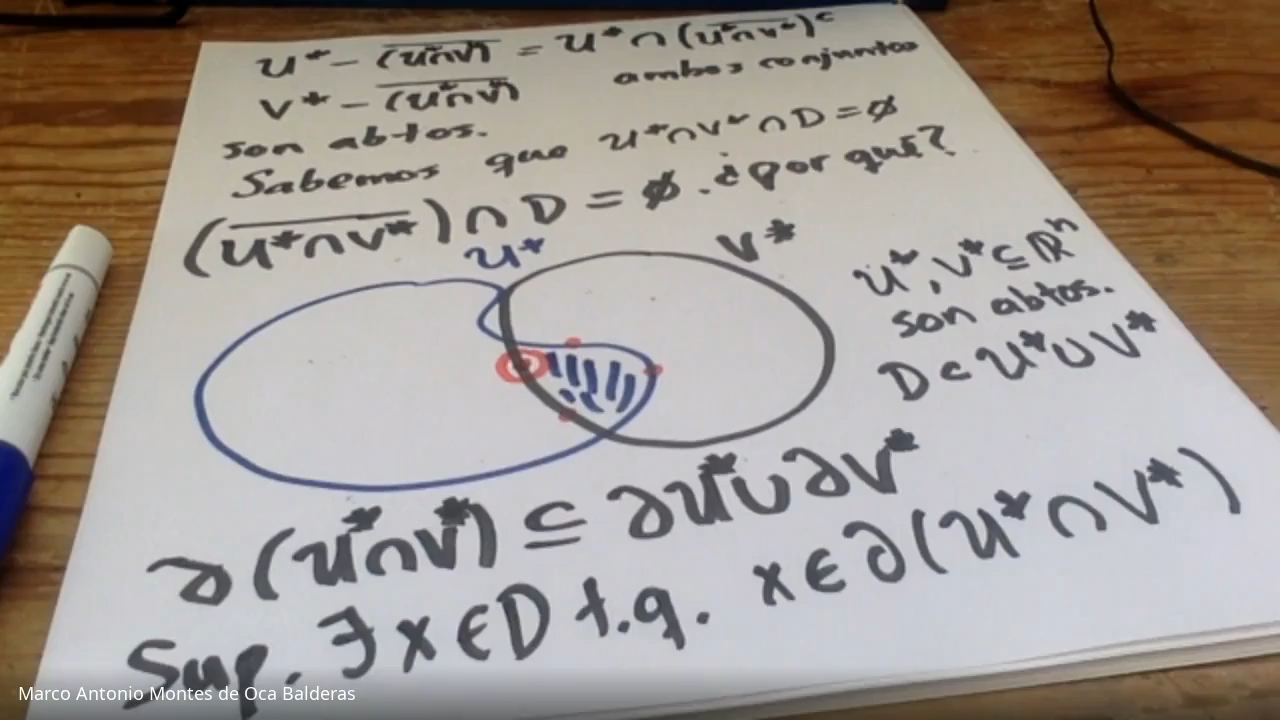 U* - (U*∩V*)‾ = U* ∩ (U*∩V*)‾ᶜ
V* - (U*∩V*)‾ ambos conjuntos
son abtos.
Sabemos que U*∩V*∩D = ∅
(U*∩V*)‾ ∩ D = ∅. ¿por qué?
U*
V*
U*, V* ⊆ ℝⁿ
son abtos.
D ⊂ U*∪V*
∂(U*∩V*) ⊆ ∂U*∪∂V*
Sup. ∃ x ∈ D t.q. x ∈ ∂(U*∩V*)
Marco Antonio Montes de Oca Balderas